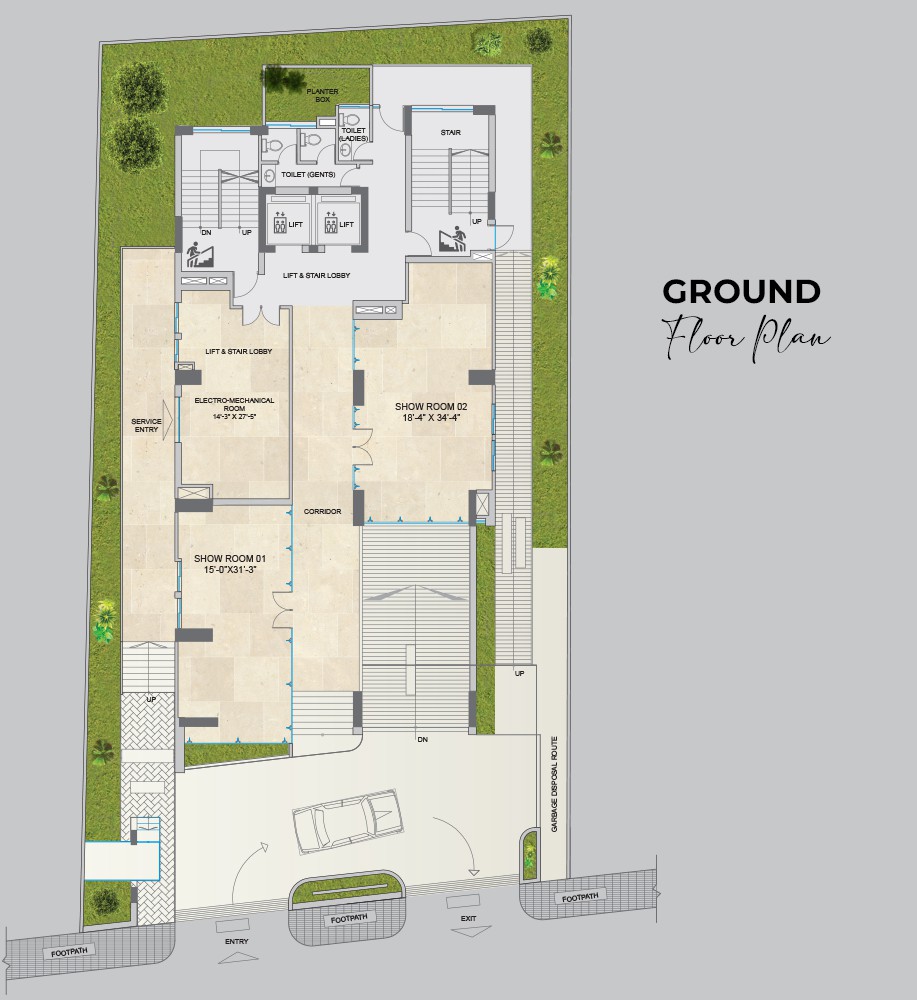 PLANTER
BOX
TOILET
(LADIES)
STAIR
TOILET (GENTS)
LIFT
LIFT
DN
UP
UP
LIFT & STAIR LOBBY
GROUND
Floor Plan
LIFT & STAIR LOBBY
ELECTRO-MECHANICAL
ROOM
14'-3" X 27'-5"
SHOW ROOM 02
18'-4" X 34'-4"
SERVICE
ENTRY
CORRIDOR
SHOW ROOM 01
15'-0"X31'-3"
UP
UP
DN
GARBAGE DISPOSAL ROUTE
FOOTPATH
FOOTPATH
EXIT
ENTRY
FOOTPATH